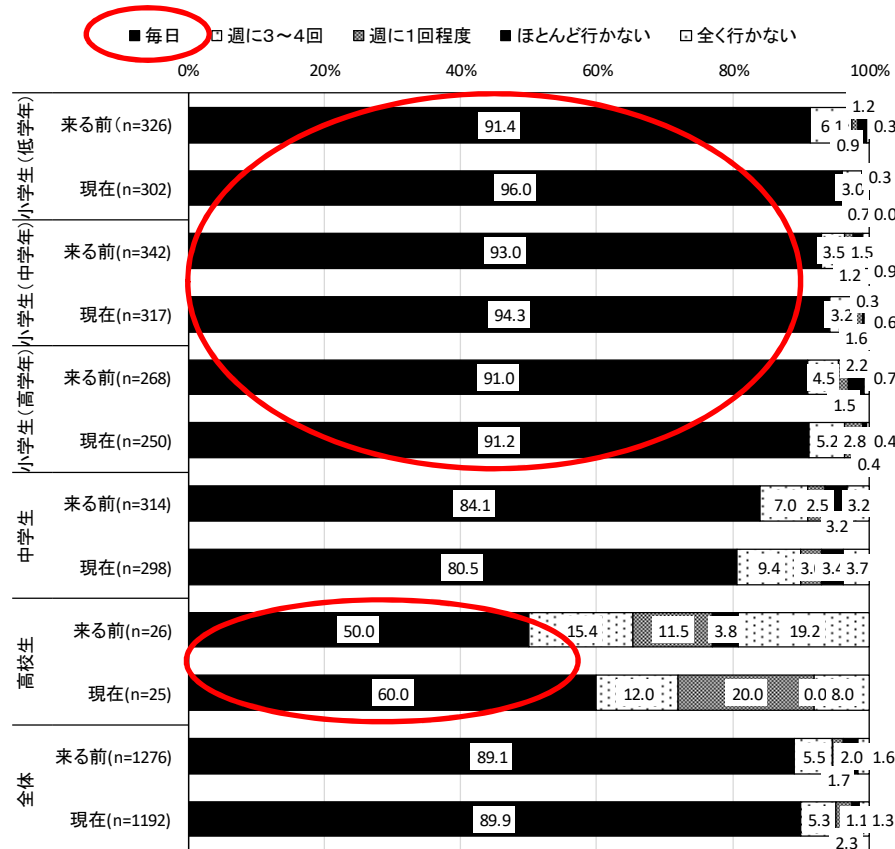 ■毎日 □週に3～4回 ▩週に1回程度 ■ほとんど行かない □全く行かない
0% 20% 40% 60% 80% 100%
小学生(低学年)
来る前(n=326) 91.4 6.1 0.9 1.2 0.3
現在(n=302) 96.0 3.0 0.7 0.3 0.0
小学生(中学年)
来る前(n=342) 93.0 3.5 1.2 1.5 0.9
現在(n=317) 94.3 3.2 1.6 0.3 0.6
小学生(高学年)
来る前(n=268) 91.0 4.5 1.5 2.2 0.7
現在(n=250) 91.2 5.2 2.8 0.4 0.4
中学生
来る前(n=314) 84.1 7.0 2.5 3.2 3.2
現在(n=298) 80.5 9.4 3.0 3.4 3.7
高校生
来る前(n=26) 50.0 15.4 11.5 3.8 19.2
現在(n=25) 60.0 12.0 20.0 0.0 8.0
全体
来る前(n=1276) 89.1 5.5 1.7 2.0 1.6
現在(n=1192) 89.9 5.3 2.3 1.1 1.3